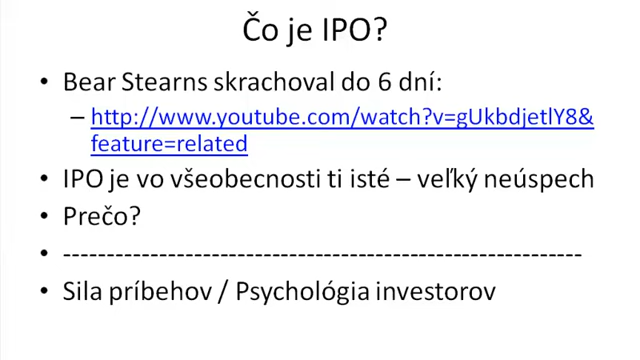 Čo je IPO?
• Bear Stearns skrachoval do 6 dní:
– http://www.youtube.com/watch?v=gUkbdjetlY8&
feature=related
• IPO je vo všeobecnosti ti isté – veľký neúspech
• Prečo?
• -----------------------------------------------------------
• Sila príbehov / Psychológia investorov